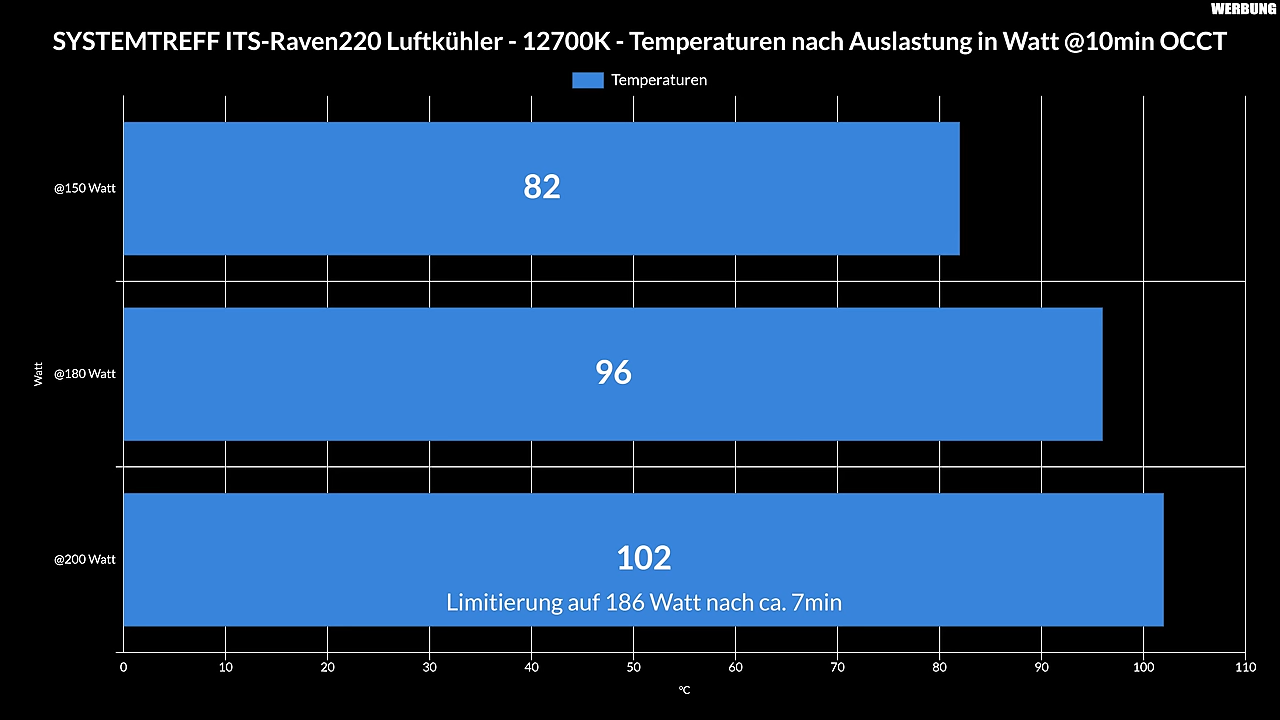 WERBUNG
SYSTEMTREFF ITS-Raven220 Luftkühler - 12700K - Temperaturen nach Auslastung in Watt @10min OCCT
Temperaturen
@150 Watt
82
Watt
@180 Watt
96
@200 Watt
102
Limitierung auf 186 Watt nach ca. 7min
0 10 20 30 40 50 60 70 80 90 100 110
°C